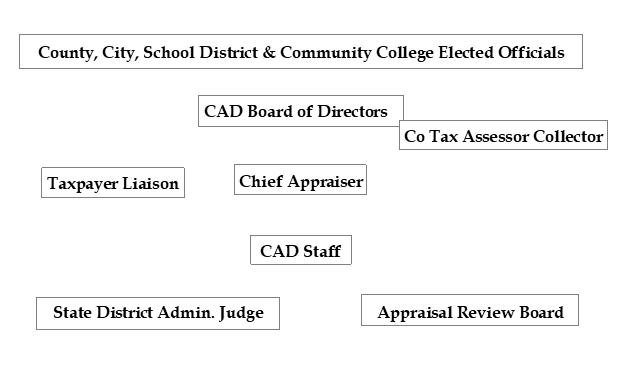 County, City, School District & Community College Elected Officials
CAD Board of Directors
Co Tax Assessor Collector
Taxpayer Liaison
Chief Appraiser
CAD Staff
State District Admin. Judge
Appraisal Review Board